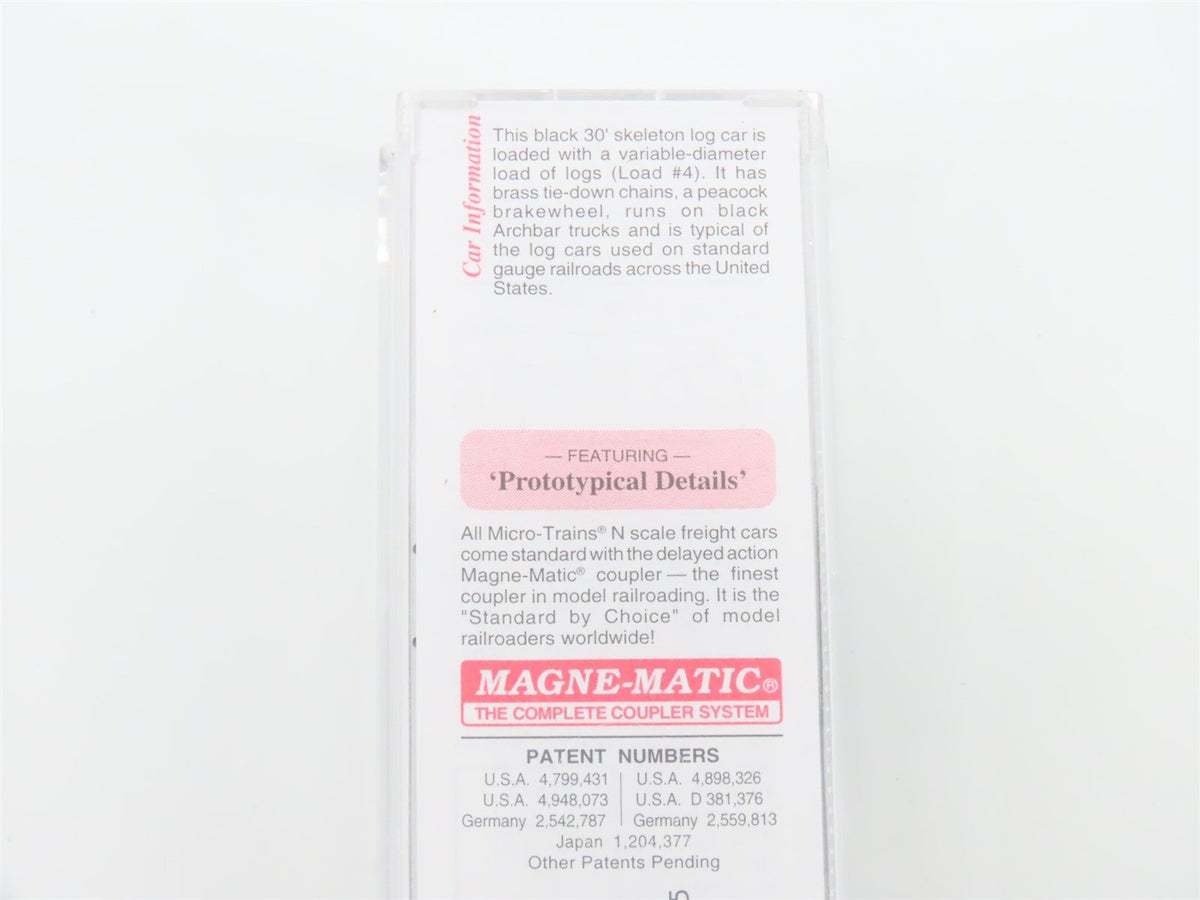 Car Information
This black 30' skeleton log car is
loaded with a variable-diameter
load of logs (Load #4). It has
brass tie-down chains, a peacock
brakewheel, runs on black
Archbar trucks and is typical of
the log cars used on standard
gauge railroads across the United
States.
— FEATURING —
‘Prototypical Details’
All Micro-Trains® N scale freight cars
come standard with the delayed action
Magne-Matic® coupler — the finest
coupler in model railroading. It is the
"Standard by Choice" of model
railroaders worldwide!
MAGNE-MATIC®
THE COMPLETE COUPLER SYSTEM
PATENT NUMBERS
U.S.A. 4,799,431 | U.S.A. 4,898,326
U.S.A. 4,948,073 | U.S.A. D 381,376
Germany 2,542,787 | Germany 2,559,813
Japan 1,204,377
Other Patents Pending
5